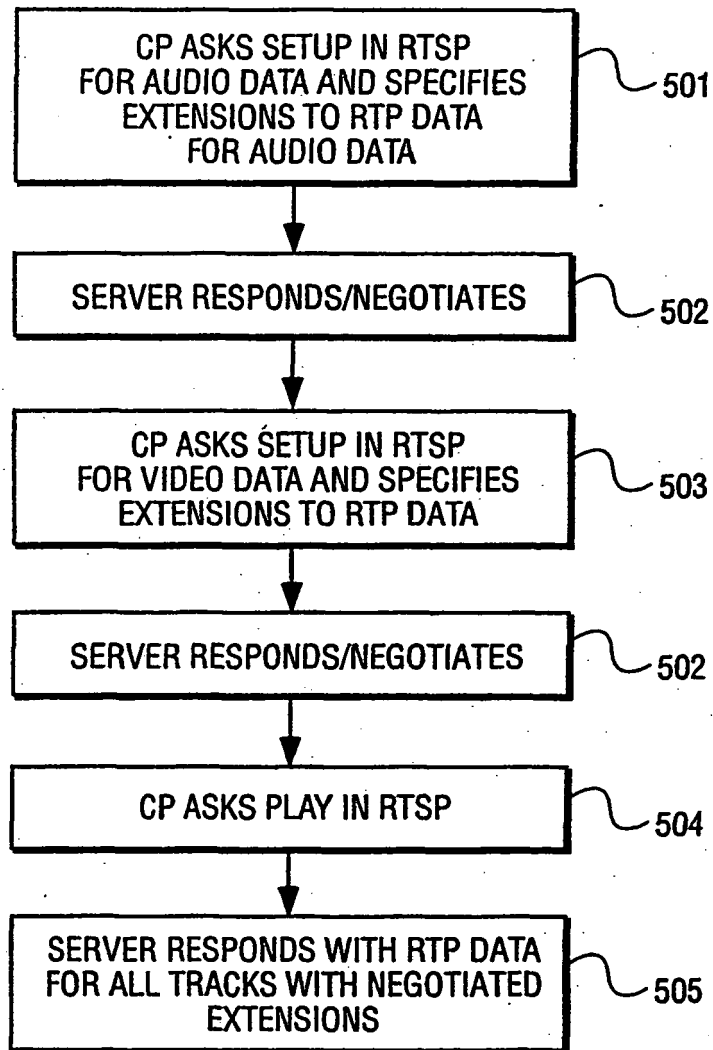 CP ASKS SETUP IN RTSP
FOR AUDIO DATA AND SPECIFIES
EXTENSIONS TO RTP DATA
FOR AUDIO DATA
501
SERVER RESPONDS/NEGOTIATES
502
CP ASKS SETUP IN RTSP
FOR VIDEO DATA AND SPECIFIES
EXTENSIONS TO RTP DATA
503
SERVER RESPONDS/NEGOTIATES
502
CP ASKS PLAY IN RTSP
504
SERVER RESPONDS WITH RTP DATA
FOR ALL TRACKS WITH NEGOTIATED
EXTENSIONS
505